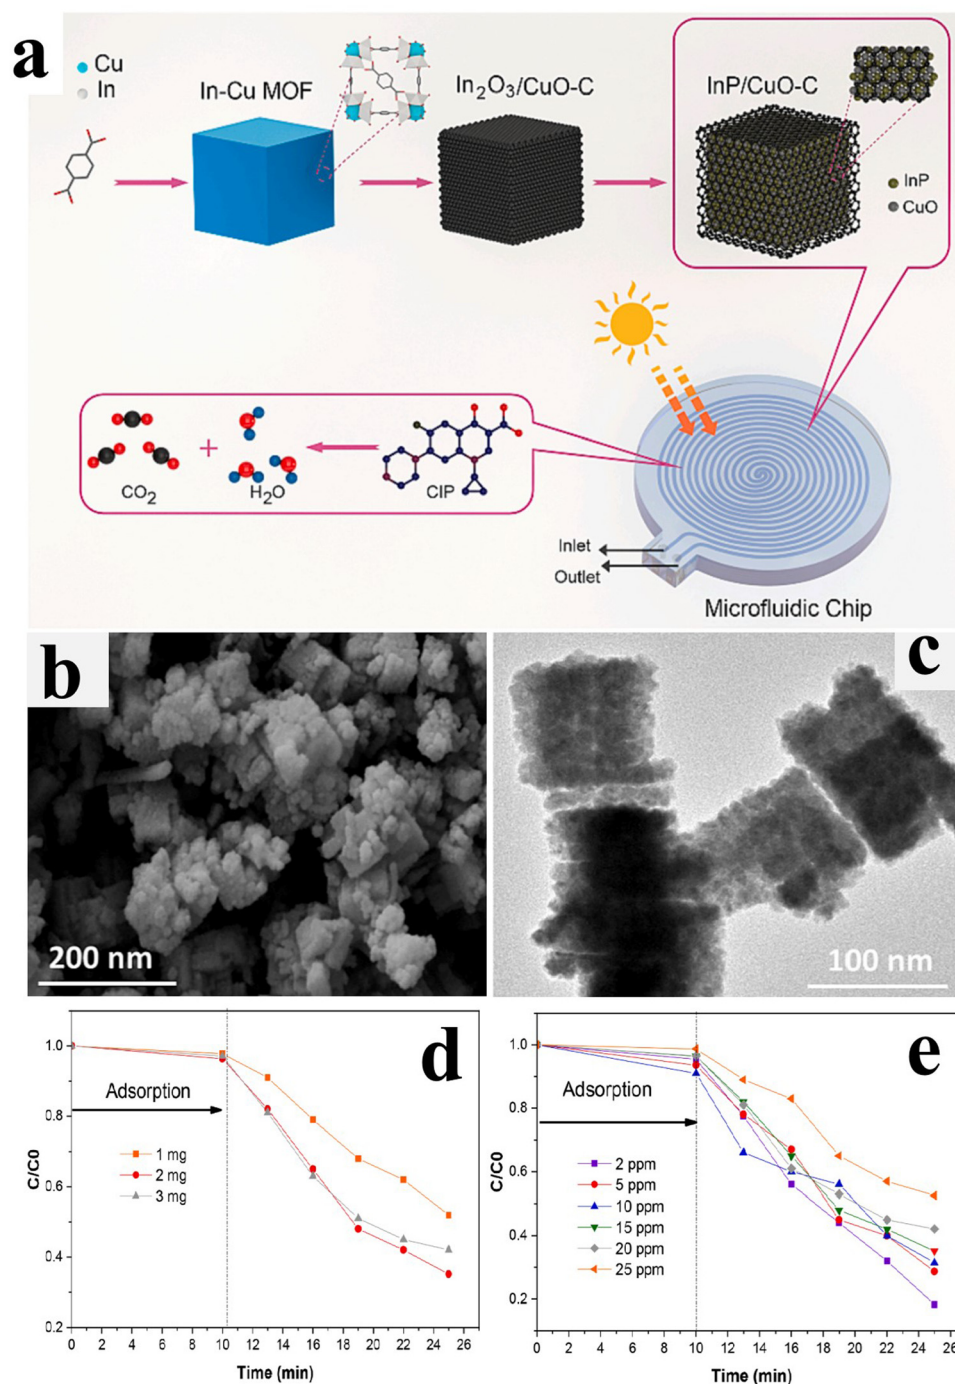 a
Cu
In
In-Cu MOF
In₂O₃/CuO-C
InP/CuO-C
InP
CuO
CO₂
+
H₂O
CIP
Inlet
Outlet
Microfluidic Chip
b
200 nm
c
100 nm
d
1.0
0.8
0.6
0.4
0.2
C/C0
Adsorption
1 mg
2 mg
3 mg
0 2 4 6 8 10 12 14 16 18 20 22 24 26
Time (min)
e
1.0
0.8
0.6
0.4
0.2
C/C0
Adsorption
2 ppm
5 ppm
10 ppm
15 ppm
20 ppm
25 ppm
0 2 4 6 8 10 12 14 16 18 20 22 24 26
Time (min)